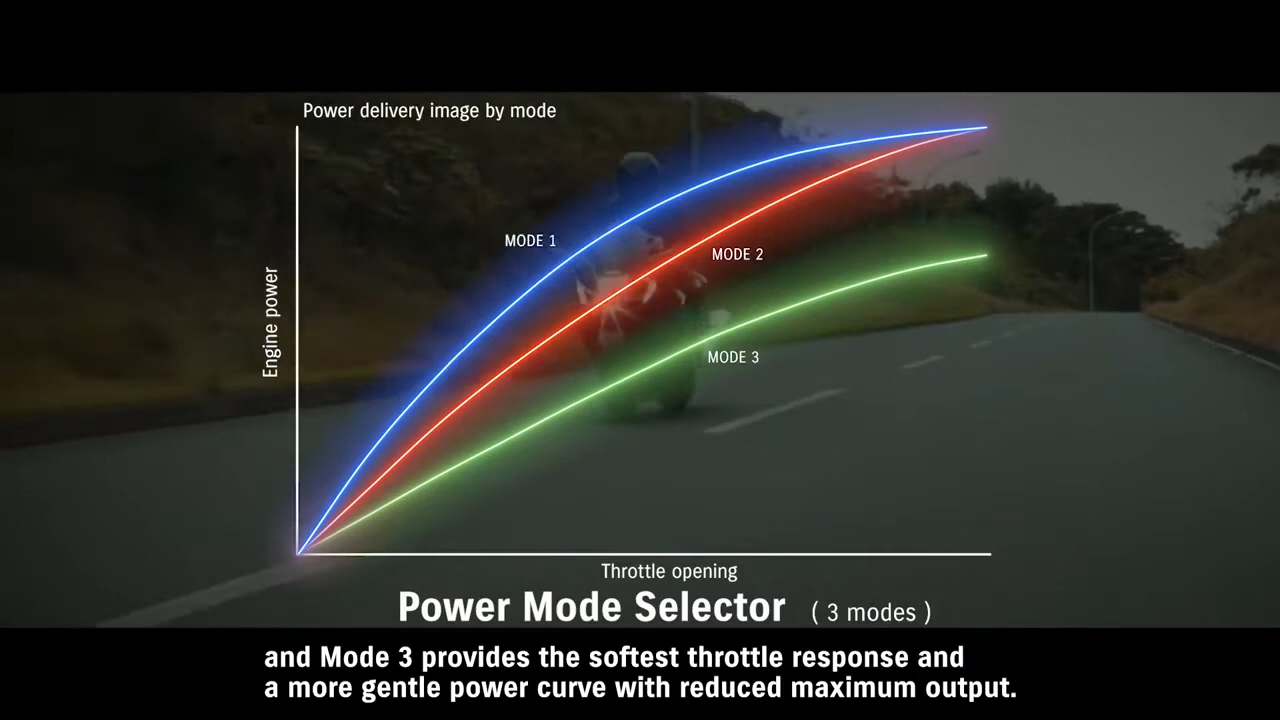 Power delivery image by mode
MODE 1
MODE 2
MODE 3
Engine power
Throttle opening
Power Mode Selector ( 3 modes )
and Mode 3 provides the softest throttle response and
a more gentle power curve with reduced maximum output.